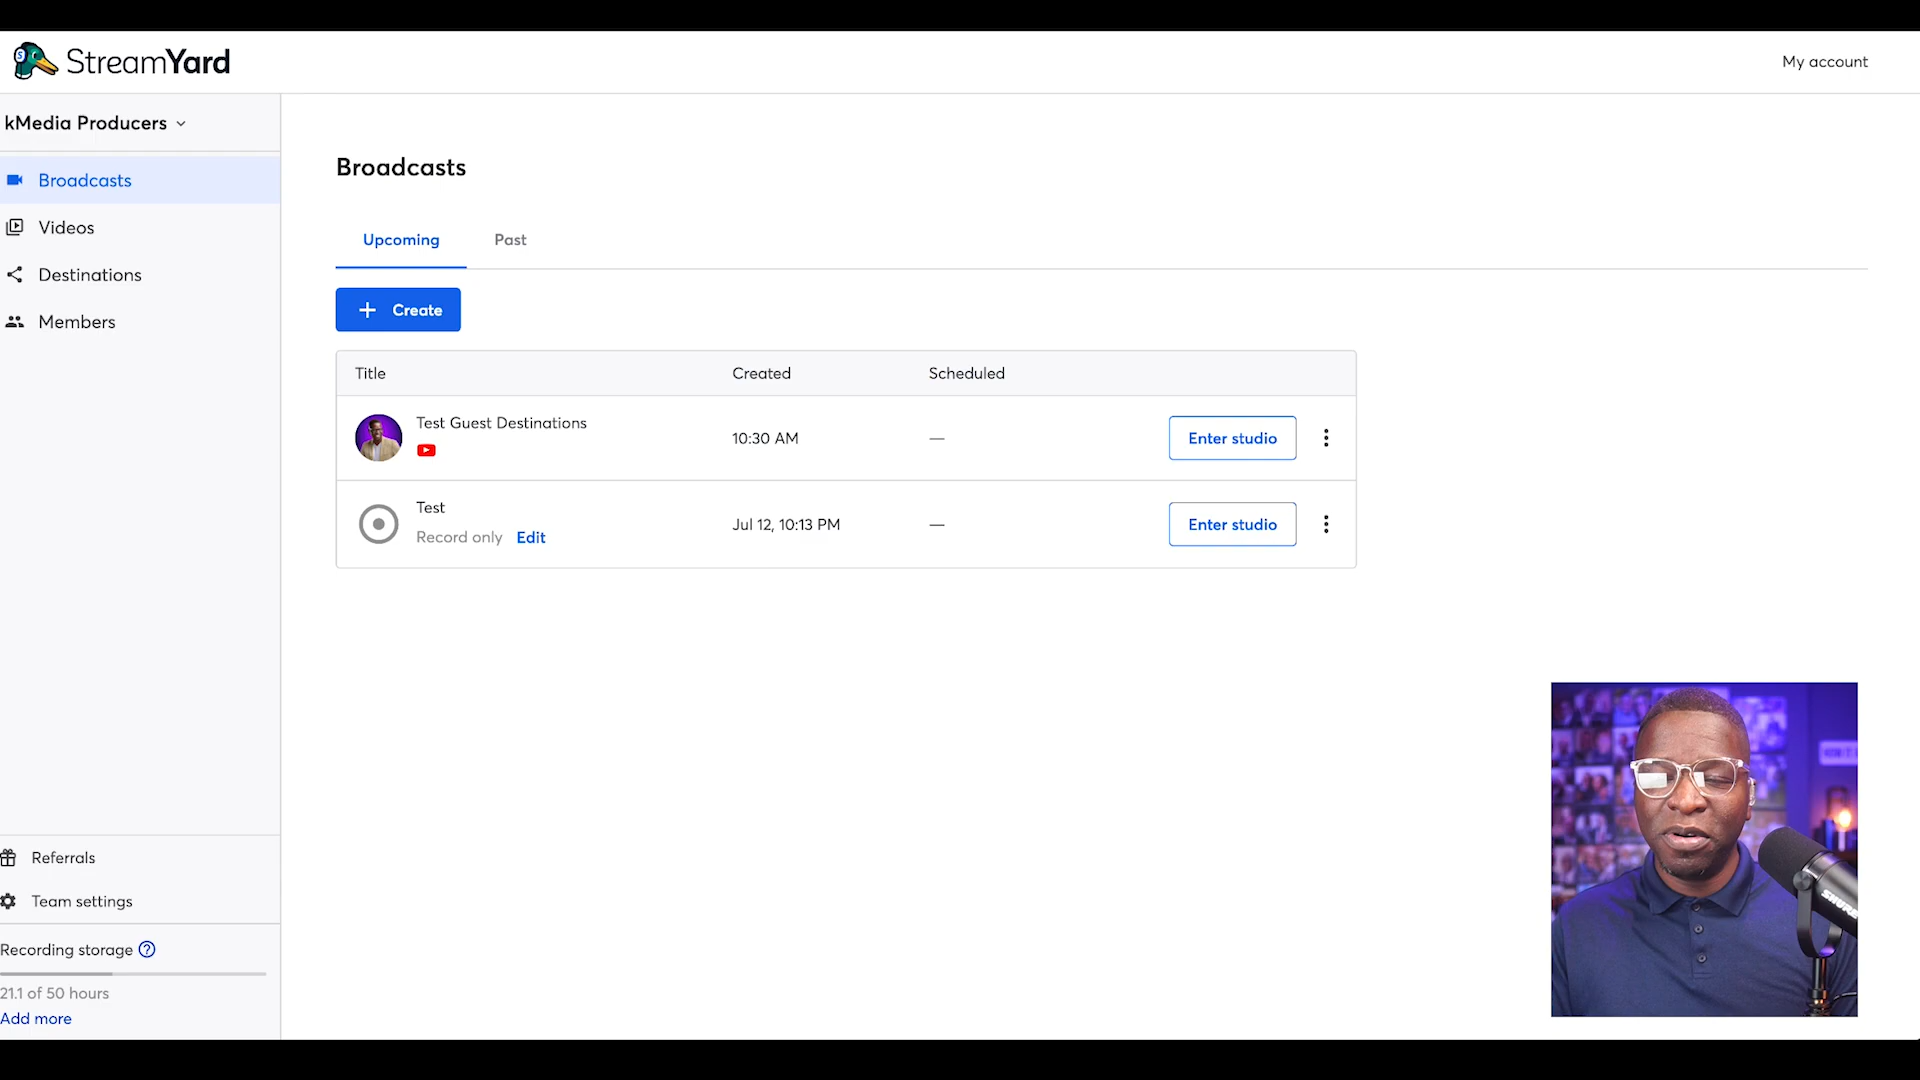 StreamYard
My account
kMedia Producers
Broadcasts
Videos
Destinations
Members
Broadcasts
Upcoming Past
+ Create
Title Created Scheduled
Test Guest Destinations
10:30 AM — Enter studio
Test
Record only Edit
Jul 12, 10:13 PM — Enter studio
Referrals
Team settings
Recording storage ?
21.1 of 50 hours
Add more
SHURE